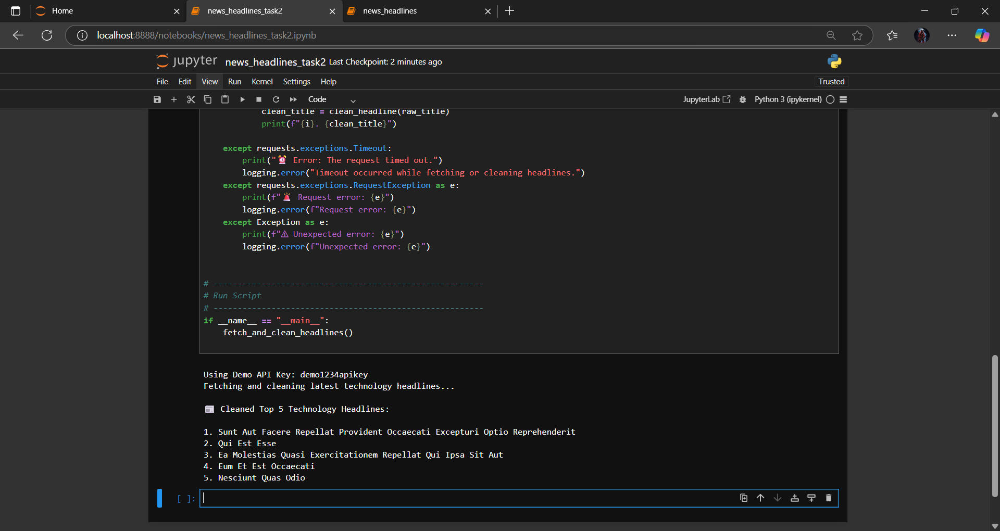 Home
news_headlines_task2
news_headlines
localhost:8888/notebooks/news_headlines_task2.ipynb
jupyter news_headlines_task2 Last Checkpoint: 2 minutes ago
File Edit View Run Kernel Settings Help Trusted
Code JupyterLab Python 3 (ipykernel)
clean_title = clean_headline(raw_title)
print(f"{i}. {clean_title}")
except requests.exceptions.Timeout:
print("⏰ Error: The request timed out.")
logging.error("Timeout occurred while fetching or cleaning headlines.")
except requests.exceptions.RequestException as e:
print(f"🚨 Request error: {e}")
logging.error(f"Request error: {e}")
except Exception as e:
print(f"⚠ Unexpected error: {e}")
logging.error(f"Unexpected error: {e}")
# --------------------------------------------------------
# Run Script
# --------------------------------------------------------
if __name__ == "__main__":
fetch_and_clean_headlines()
Using Demo API Key: demo1234apikey
Fetching and cleaning latest technology headlines...
📰 Cleaned Top 5 Technology Headlines:
1. Sunt Aut Facere Repellat Provident Occaecati Excepturi Optio Reprehenderit
2. Qui Est Esse
3. Ea Molestias Quasi Exercitationem Repellat Qui Ipsa Sit Aut
4. Eum Et Est Occaecati
5. Nesciunt Quas Odio
[ ]: